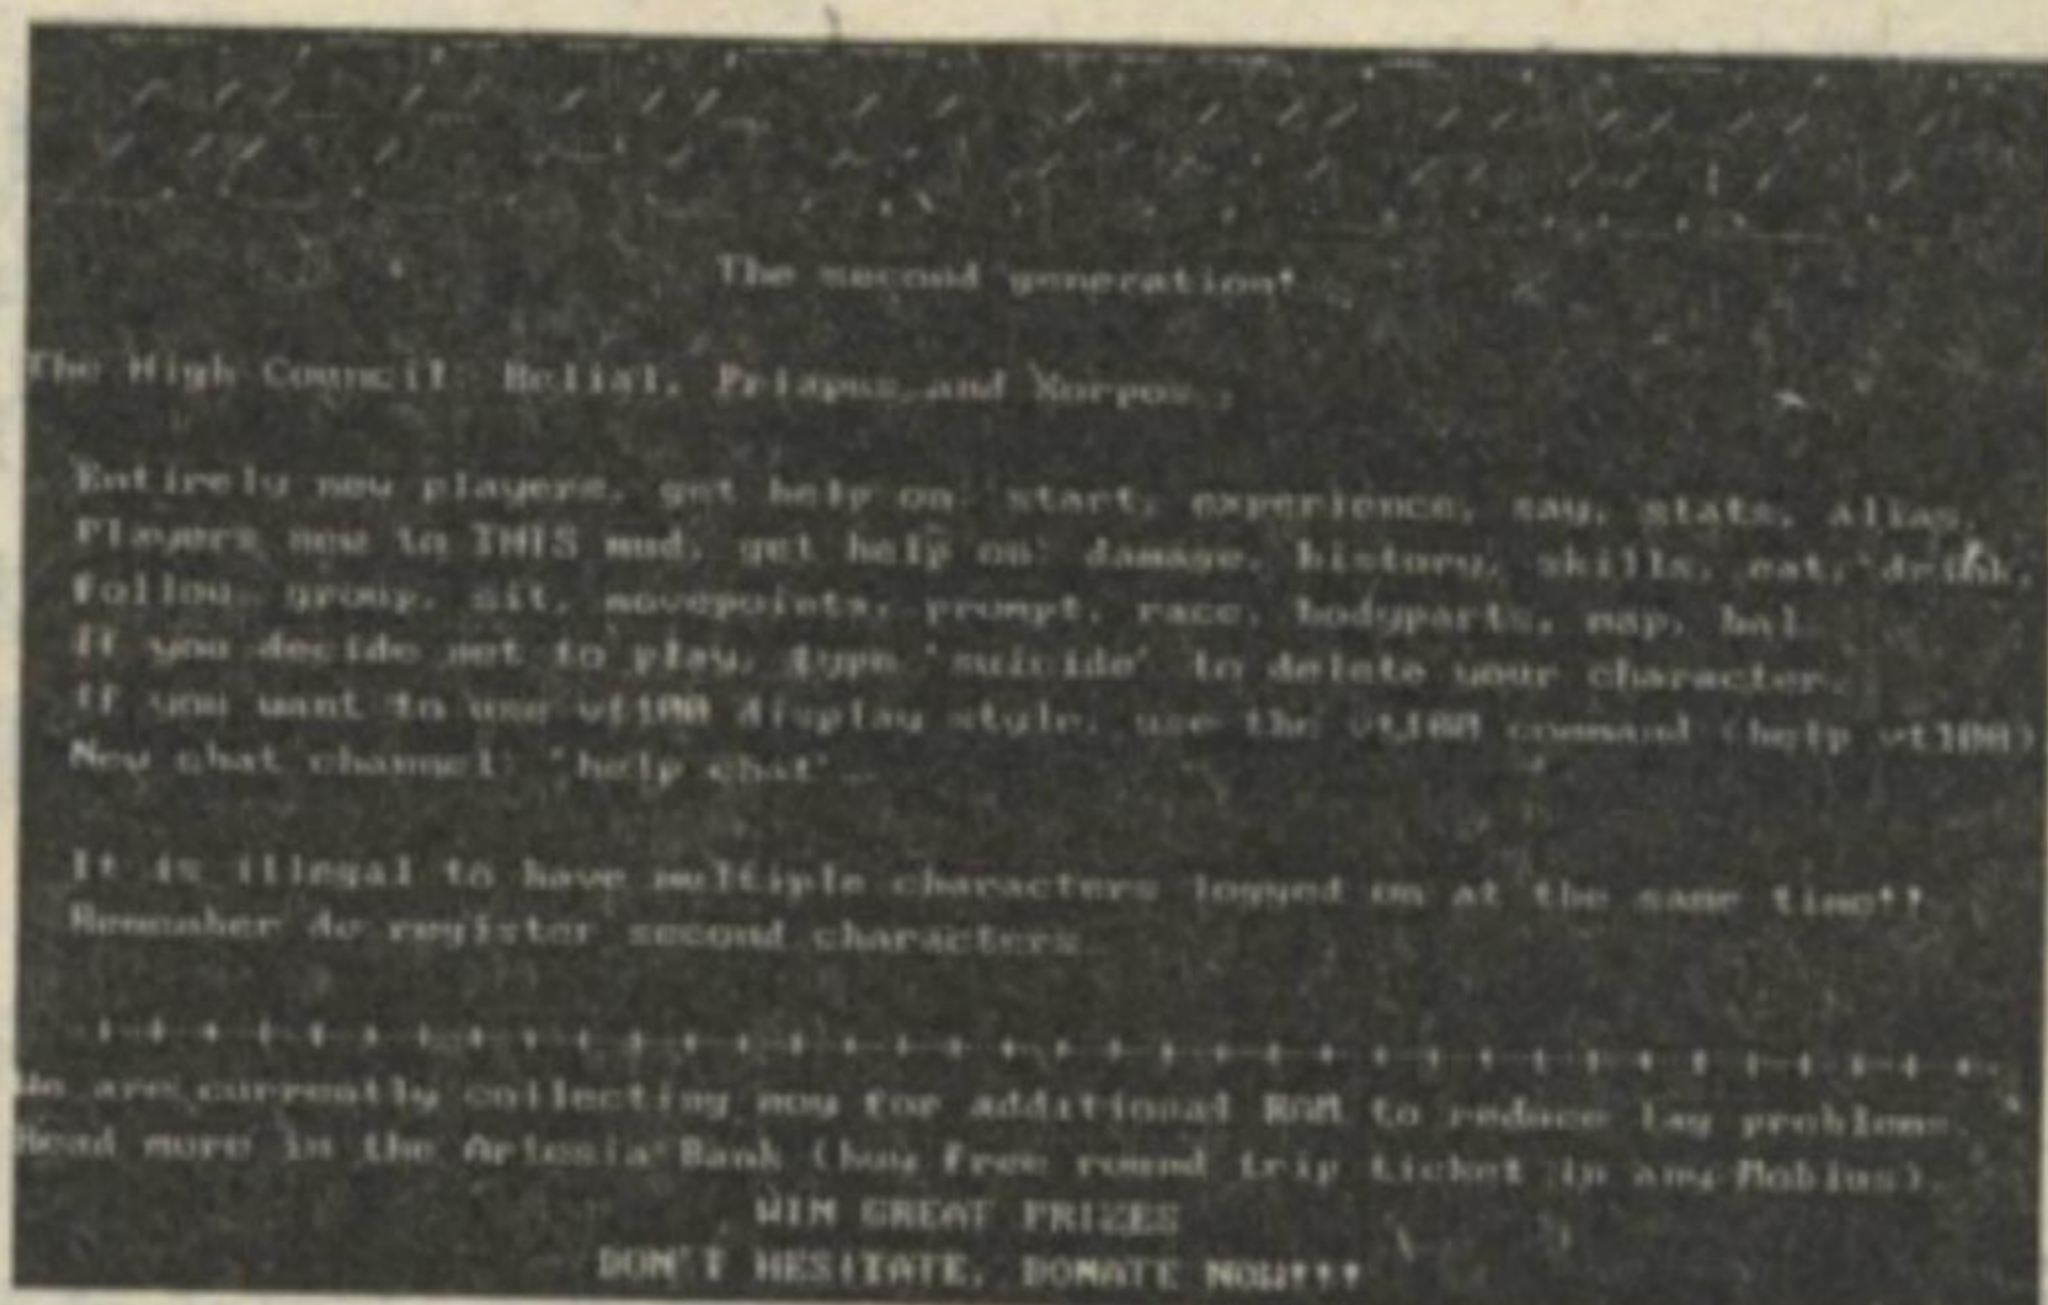 The second generation!
The High Council: Belial, Priapus and
Entirely new players, get help on: start, experience, say, stats, alias,
Players new to THIS mud, get help on: damage, history, skills, eat, drink,
follow, group, sit, movepoints, prompt, race, bodyparts, map, hal.
If you decide not to play, type 'suicide' to delete your character.
If you want to use vt100 display style, use the vt100 command (help vt100)
New chat channel: 'help chat'.
It is illegal to have multiple characters logged on at the same time!!
Remember to register second characters.
-+-+-+-+-+-+-+-+-+-+-+-+-+-+-+-+-+-+-+-+-+-+-+-+-+-+-+-+-+-+-+-+-+-+-+-+-
We are currently collecting for additional RAM to reduce lag problems.
Read more in the Bank (buy free round trip ticket in any Mobius).
WIN GREAT PRIZES
DON'T HESITATE, DONATE NOW!!!